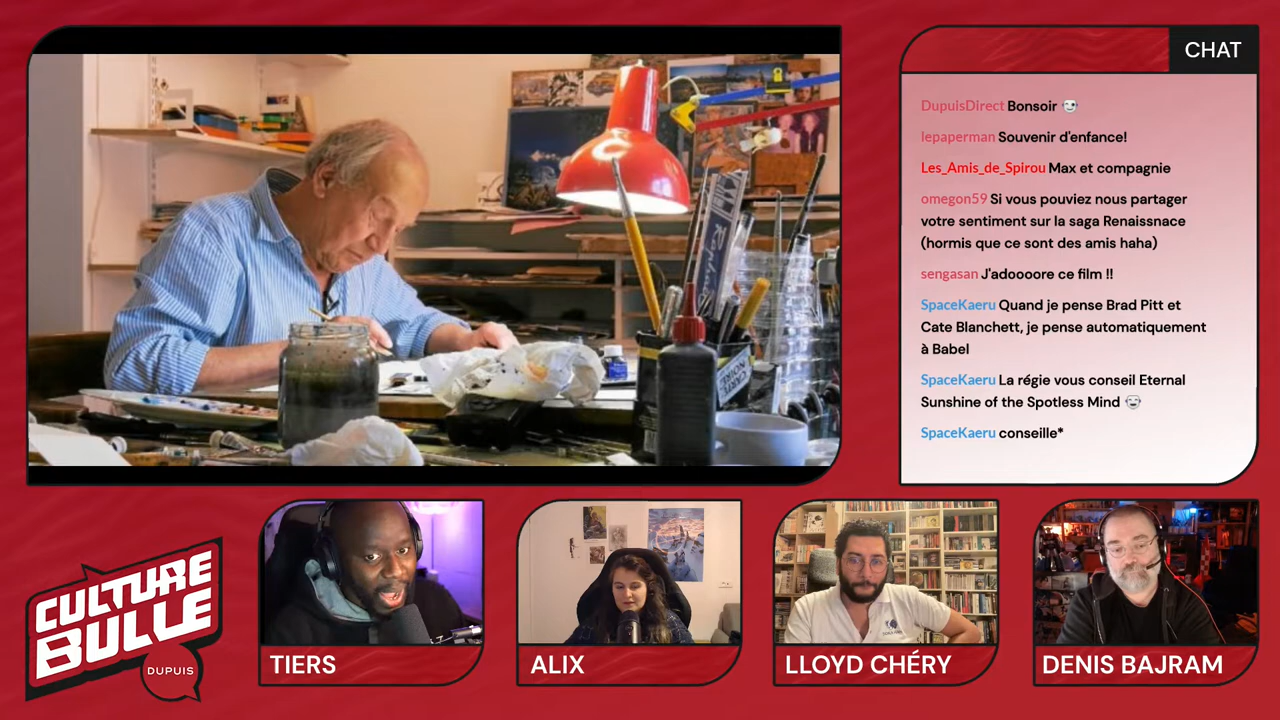 CHAT
DupuisDirect Bonsoir
lepaperman Souvenir d'enfance!
Les_Amis_de_Spirou Max et compagnie
omegon59 Si vous pouviez nous partager
votre sentiment sur la saga Renaissnace
(hormis que ce sont des amis haha)
sengasan J'adoooore ce film !!
SpaceKaeru Quand je pense Brad Pitt et
Cate Blanchett, je pense automatiquement
à Babel
SpaceKaeru La régie vous conseil Eternal
Sunshine of the Spotless Mind
SpaceKaeru conseille*
CULTURE
BULLE
DUPUIS
TIERS
ALIX
LLOYD CHÉRY
DENIS BAJRAM